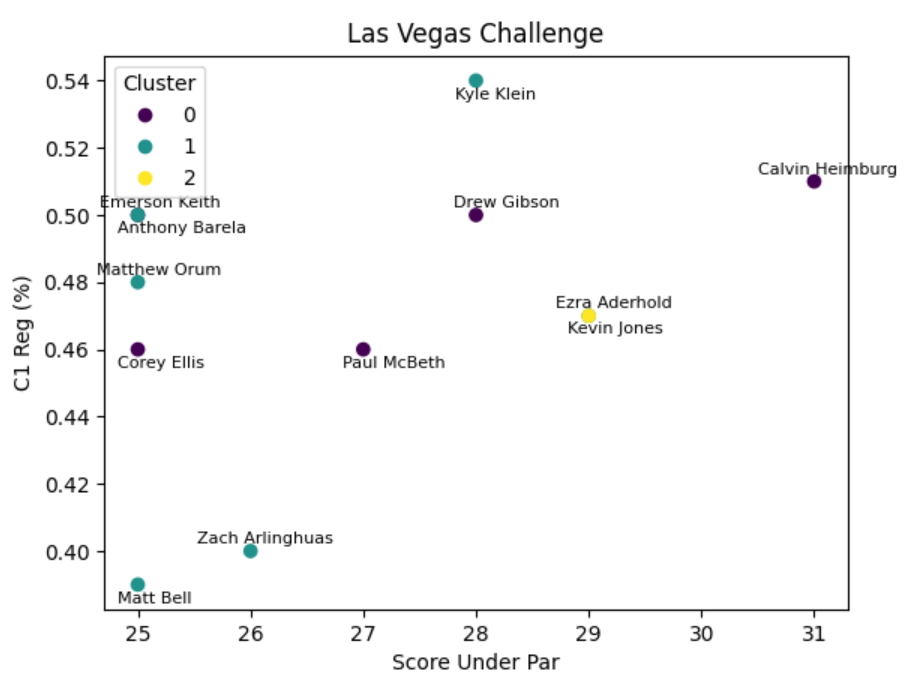 Las Vegas Challenge
C1 Reg (%)
0.54
0.52
0.50
0.48
0.46
0.44
0.42
0.40
Cluster
0
1
2
Kyle Klein
Calvin Heimburg
Emerson Keith
Drew Gibson
Anthony Barela
Matthew Orum
Ezra Aderhold
Kevin Jones
Corey Ellis
Paul McBeth
Zach Arlinghuas
Matt Bell
25 26 27 28 29 30 31
Score Under Par